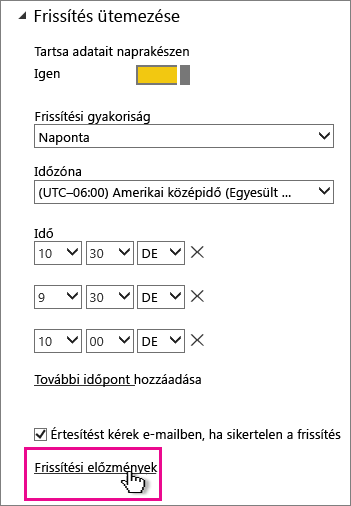 Frissítés ütemezése
Tartsa adatait naprakészen
Igen
Frissítési gyakoriság
Naponta
Időzóna
(UTC–06:00) Amerikai középidő (Egyesült ...
Idő
10 30 DE
9 30 DE
10 00 DE
További időpont hozzáadása
Értesítést kérek e-mailben, ha sikertelen a frissítés
Frissítési előzmények